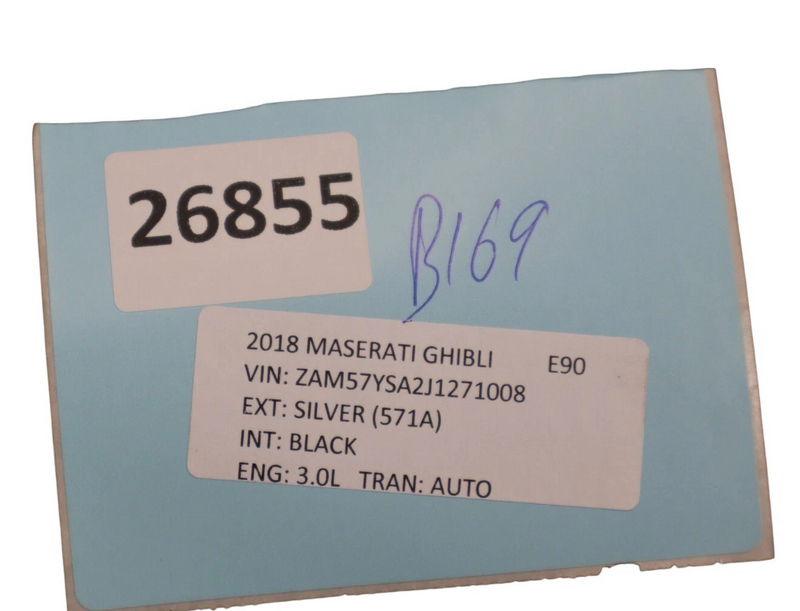 26855
B169
2018 MASERATI GHIBLI E90
VIN: ZAM57YSA2J1271008
EXT: SILVER (571A)
INT: BLACK
ENG: 3.0L TRAN: AUTO